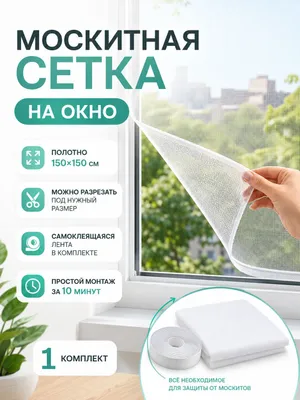 МОСКИТНАЯ
СЕТКА
НА ОКНО
ПОЛОТНО
150×150 СМ
МОЖНО РАЗРЕЗАТЬ
ПОД НУЖНЫЙ
РАЗМЕР
САМОКЛЕЯЩАЯСЯ
ЛЕНТА
В КОМПЛЕКТЕ
ПРОСТОЙ МОНТАЖ
ЗА 10 МИНУТ
1 КОМПЛЕКТ
ВСЁ НЕОБХОДИМОЕ
ДЛЯ ЗАЩИТЫ ОТ МОСКИТОВ